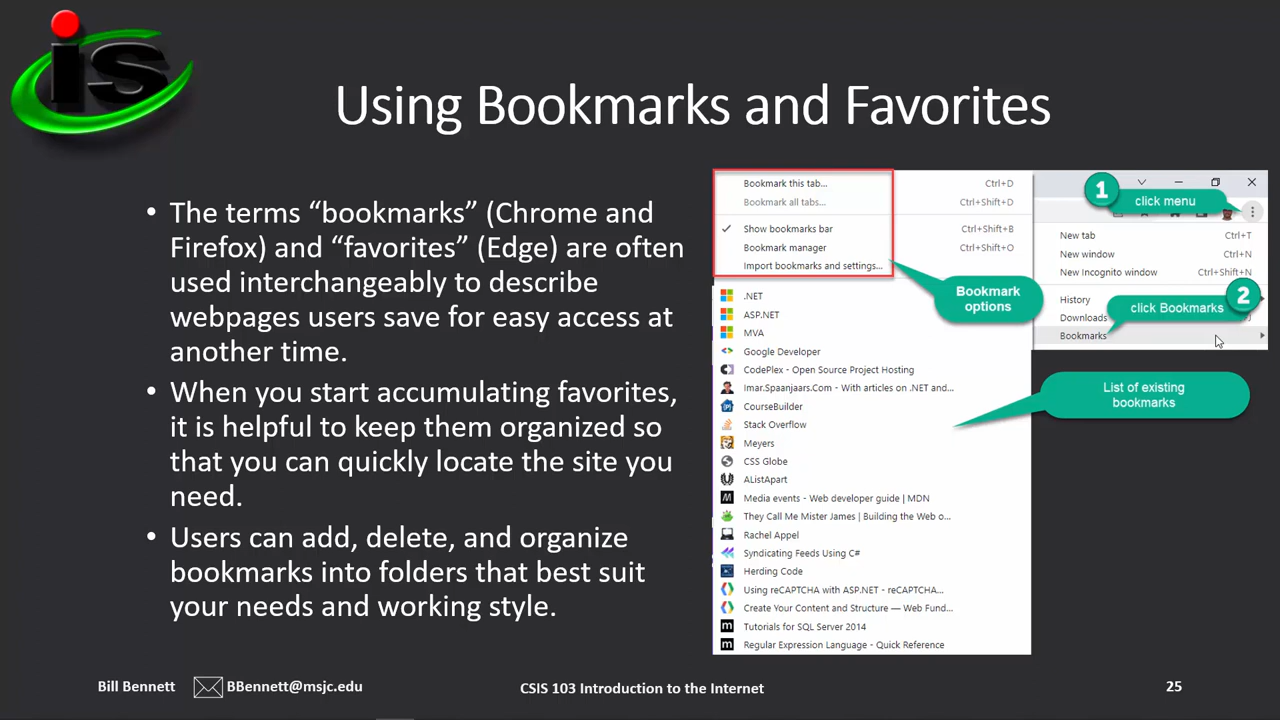 is
Using Bookmarks and Favorites
• The terms “bookmarks” (Chrome and
Firefox) and “favorites” (Edge) are often
used interchangeably to describe
webpages users save for easy access at
another time.
• When you start accumulating favorites,
it is helpful to keep them organized so
that you can quickly locate the site you
need.
• Users can add, delete, and organize
bookmarks into folders that best suit
your needs and working style.
Bookmark this tab... Ctrl+D
Bookmark all tabs... Ctrl+Shift+D
Show bookmarks bar Ctrl+Shift+B
Bookmark manager Ctrl+Shift+O
Import bookmarks and settings...
.NET
ASP.NET
MVA
Google Developer
CodePlex - Open Source Project Hosting
Imar.Spaanjaars.Com - With articles on .NET and...
CourseBuilder
Stack Overflow
Meyers
CSS Globe
AListApart
Media events - Web developer guide | MDN
They Call Me Mister James | Building the Web o...
Rachel Appel
Syndicating Feeds Using C#
Herding Code
Using reCAPTCHA with ASP.NET - reCAPTCHA...
Create Your Content and Structure — Web Fund...
Tutorials for SQL Server 2014
Regular Expression Language - Quick Reference
1
click menu
New tab Ctrl+T
New window Ctrl+N
New Incognito window Ctrl+Shift+N
History
Downloads
Bookmarks
2
click Bookmarks
Bookmark
options
List of existing
bookmarks
Bill Bennett BBennett@msjc.edu CSIS 103 Introduction to the Internet 25